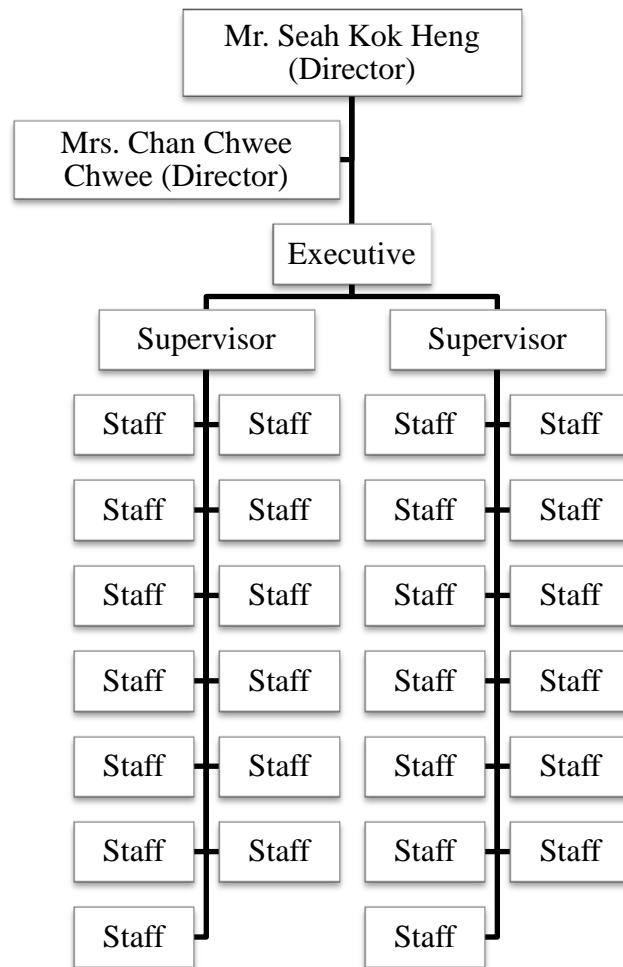 Mr. Seah Kok Heng
(Director)
Mrs. Chan Chwee
Chwee (Director)
Executive
Supervisor Supervisor
Staff Staff Staff Staff
Staff Staff Staff Staff
Staff Staff Staff Staff
Staff Staff Staff Staff
Staff Staff Staff Staff
Staff Staff Staff Staff
Staff Staff